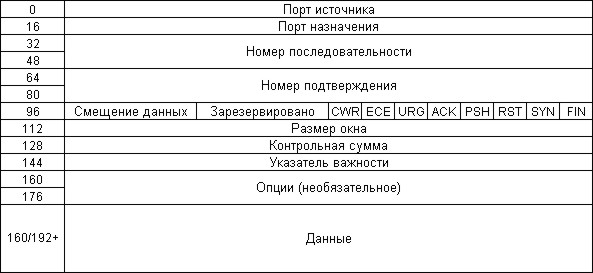 0 Порт источника
16 Порт назначения
32
Номер последовательности
48
64
Номер подтверждения
80
96 Смещение данных Зарезервировано CWR ECE URG ACK PSH RST SYN FIN
112 Размер окна
128 Контрольная сумма
144 Указатель важности
160
Опции (необязательное)
176
160/192+ Данные